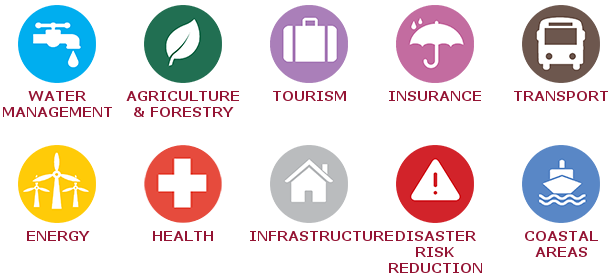 WATER
MANAGEMENT
AGRICULTURE
& FORESTRY
TOURISM
INSURANCE
TRANSPORT
ENERGY
HEALTH
INFRASTRUCTURE
DISASTER
RISK
REDUCTION
COASTAL
AREAS